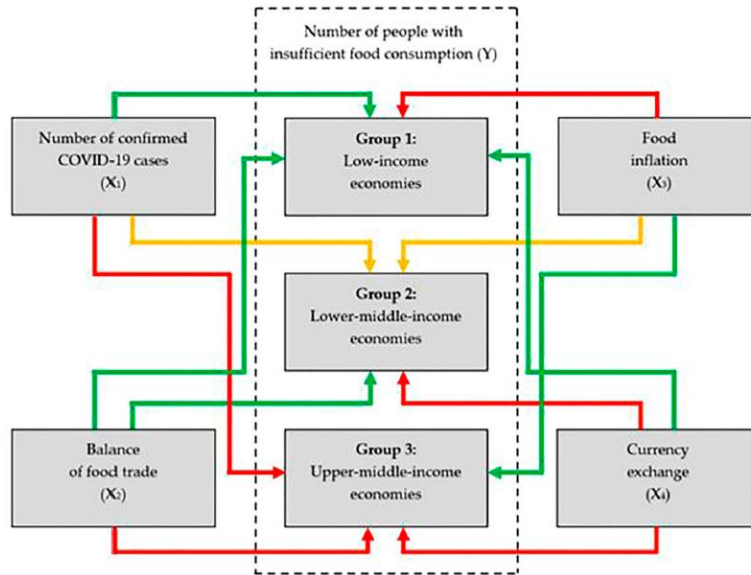 Number of people with
insufficient food consumption (Y)
Number of confirmed
COVID-19 cases
(X₁)
Group 1:
Low-income
economies
Food
inflation
(X₃)
Group 2:
Lower-middle-income
economies
Balance
of food trade
(X₂)
Group 3:
Upper-middle-income
economies
Currency
exchange
(X₄)